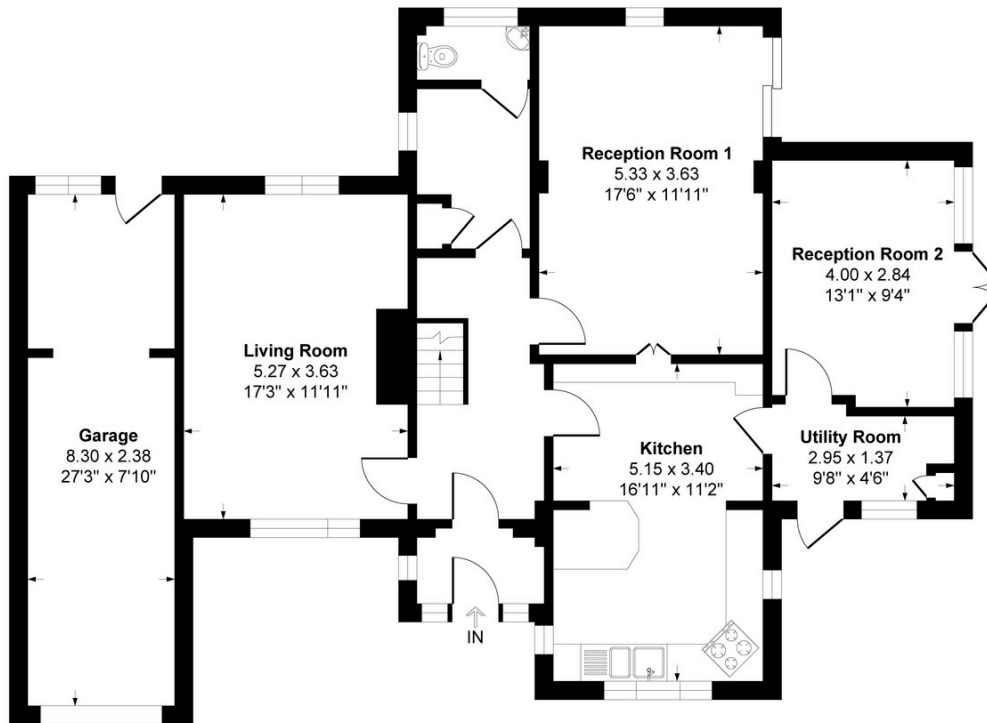 Reception Room 1
5.33 x 3.63
17'6" x 11'11"
Reception Room 2
4.00 x 2.84
13'1" x 9'4"
Living Room
5.27 x 3.63
17'3" x 11'11"
Garage
8.30 x 2.38
27'3" x 7'10"
Kitchen
5.15 x 3.40
16'11" x 11'2"
Utility Room
2.95 x 1.37
9'8" x 4'6"
IN